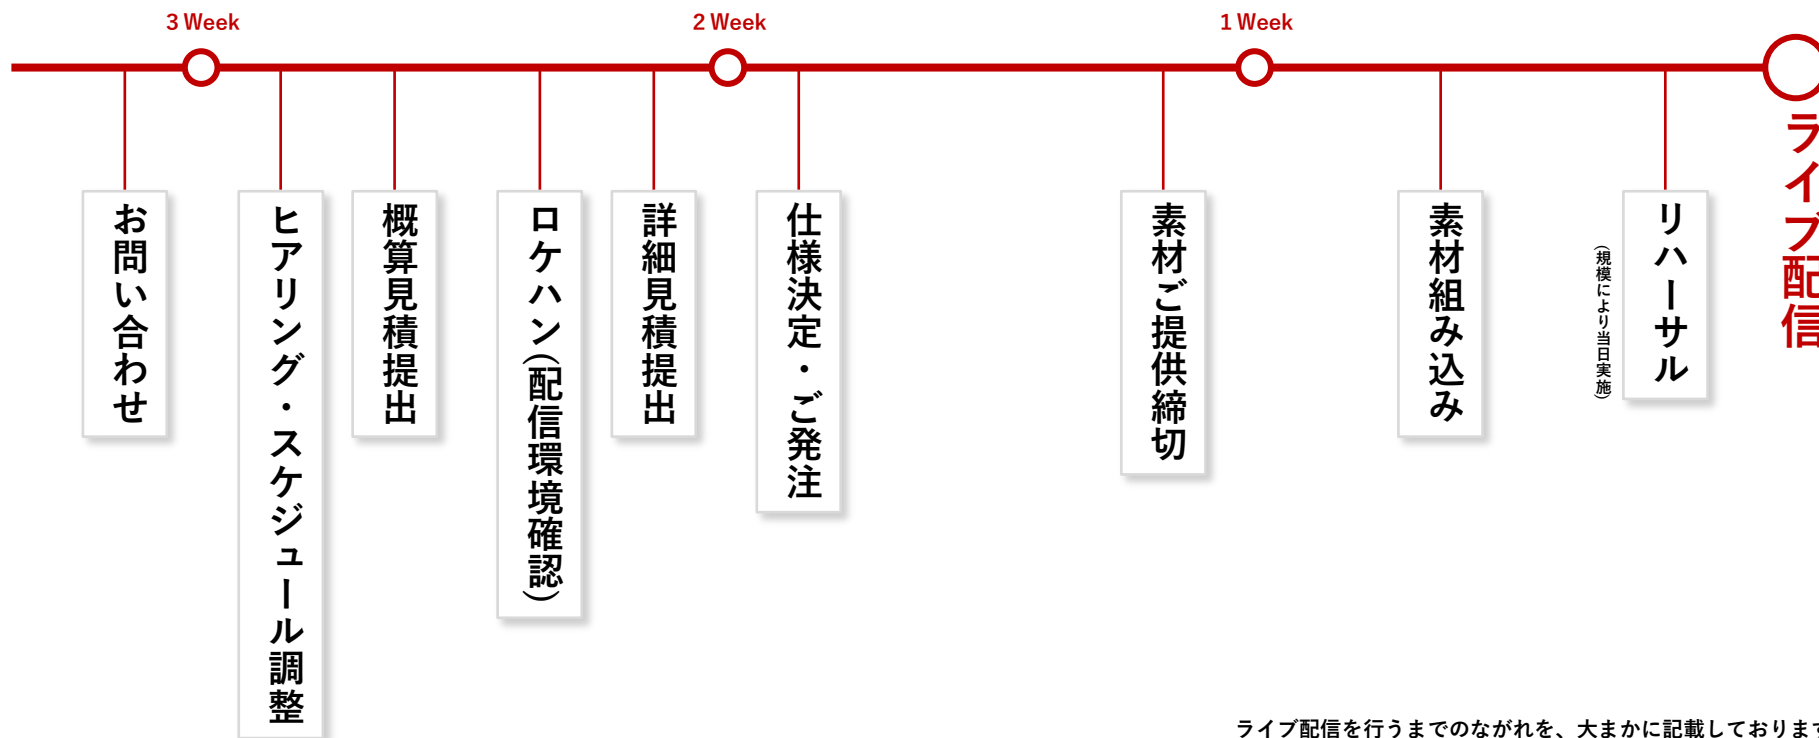 3 Week
2 Week
1 Week
お問い合わせ
ヒアリング・スケジュール調整
概算見積提出
ロケハン(配信環境確認)
詳細見積提出
仕様決定・ご発注
素材ご提供締切
素材組み込み
(規模により当日実施)
リハーサル
ライブ配信
ライブ配信を行うまでのながれを、大まかに記載しております